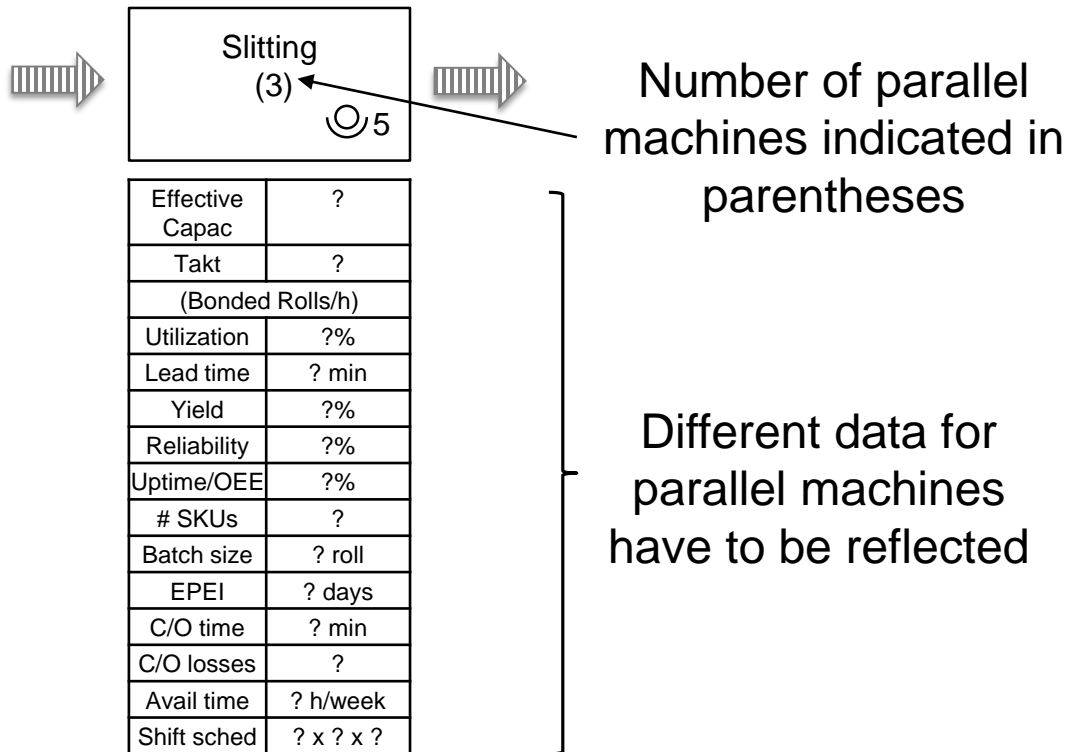 Slitting
(3)
5
Number of parallel
machines indicated in
parentheses
Effective
Capac
?
Takt ?
(Bonded Rolls/h)
Utilization ?%
Lead time ? min
Yield ?%
Reliability ?%
Uptime/OEE ?%
# SKUs ?
Batch size ? roll
EPEI ? days
C/O time ? min
C/O losses ?
Avail time ? h/week
Shift sched ? x ? x ?
Different data for
parallel machines
have to be reflected